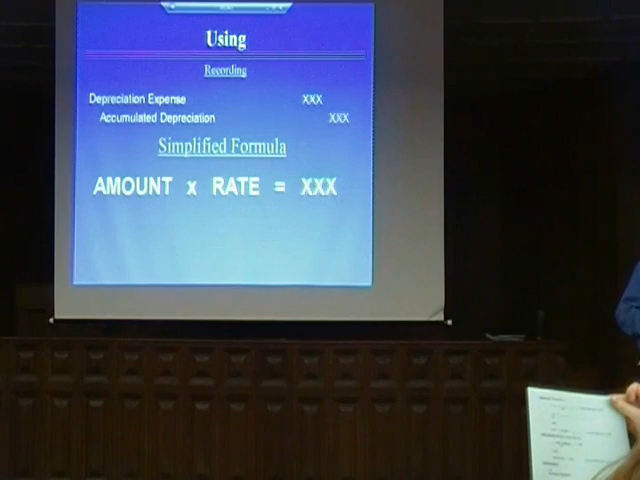 Using
Recording
Depreciation Expense XXX
Accumulated Depreciation XXX
Simplified Formula
AMOUNT x RATE = XXX